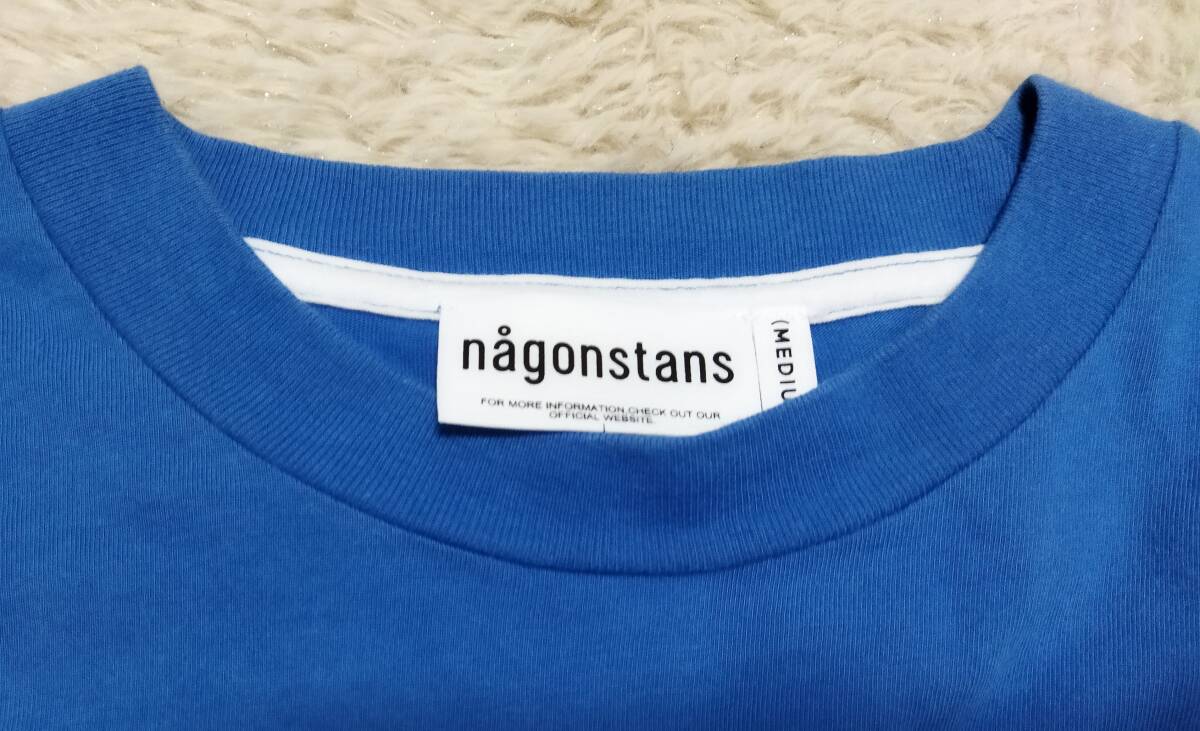 någonstans
FOR MORE INFORMATION,CHECK OUT OUR
OFFICIAL WEBSITE.
(MEDIU